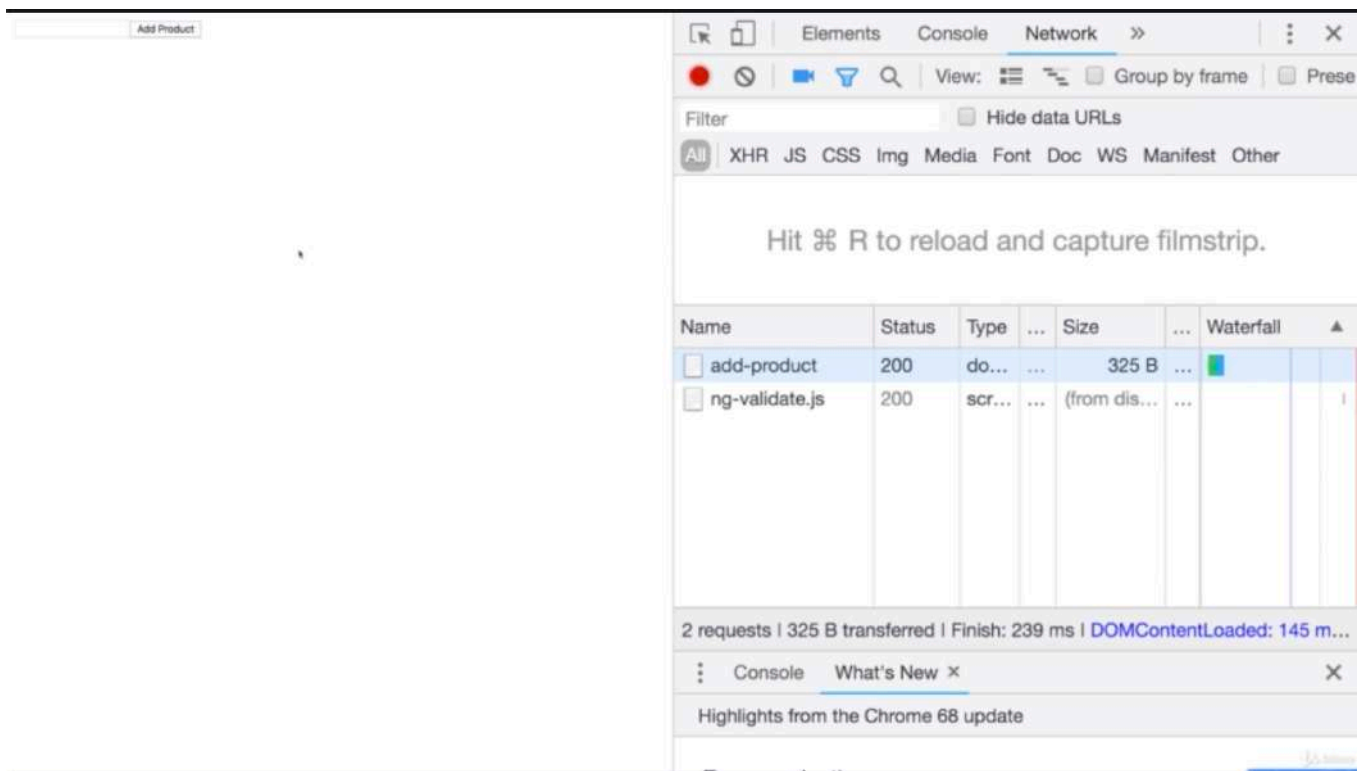 Add Product
Elements Console Network »
View: Group by frame Prese
Filter Hide data URLs
All XHR JS CSS Img Media Font Doc WS Manifest Other
Hit ⌘ R to reload and capture filmstrip.
Name Status Type ... Size ... Waterfall ▲
add-product 200 do... ... 325 B ...
ng-validate.js 200 scr... ... (from dis... ...
2 requests | 325 B transferred | Finish: 239 ms | DOMContentLoaded: 145 m...
Console What's New ×
Highlights from the Chrome 68 update